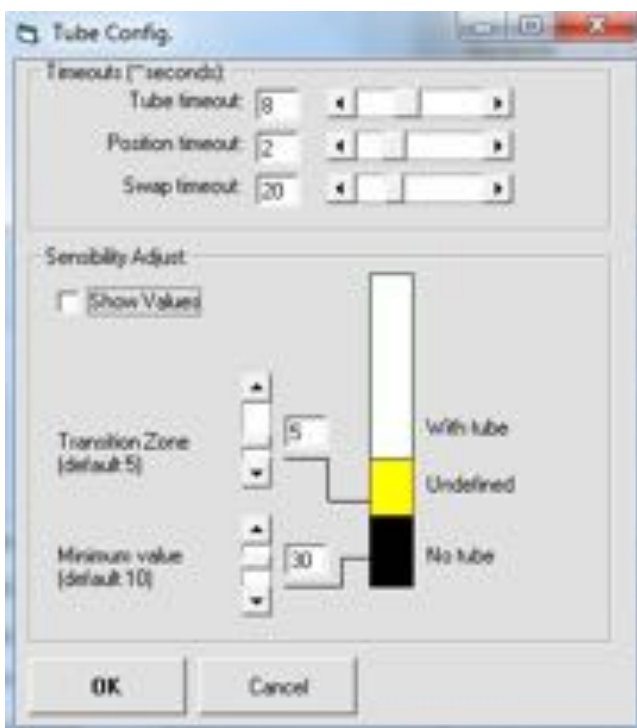 Tube Config.
Timeouts (~seconds)
Tube timeout: 8
Position timeout: 2
Swap timeout: 20
Sensibility Adjust
Show Values
5
With tube
Transition Zone
(default 5)
Undefined
30
No tube
Minimum value
(default 10)
OK
Cancel